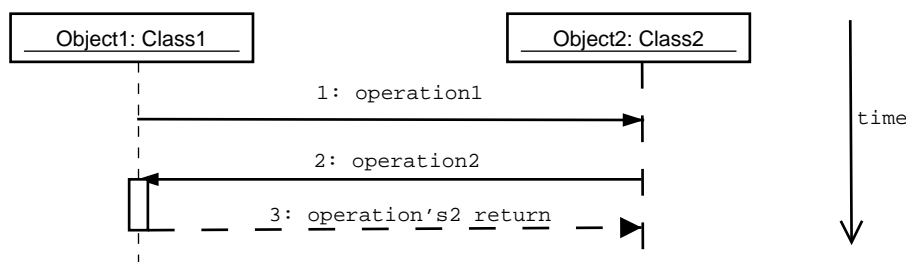 Object1: Class1
Object2: Class2
1: operation1
time
2: operation2
3: operation's2 return